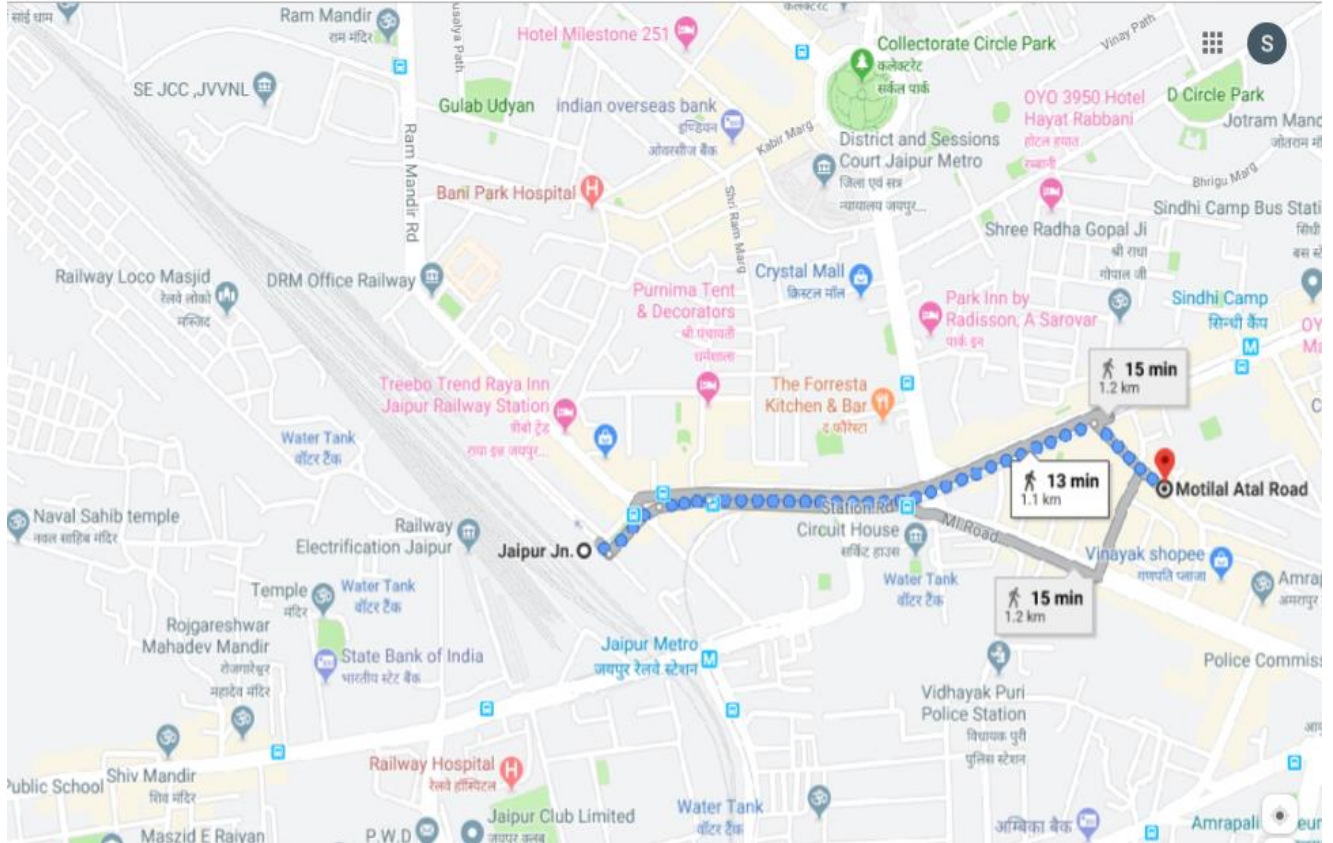 साई धाम
Ram Mandir
राम मंदिर
SE JCC ,JVVNL
Ram Mandir Rd
Hotel Milestone 251
Gulab Udyan
indian overseas bank
इण्डियन
ओवरसीज बैंक
Kabir Marg
Bani Park Hospital
Shri Ram Marg
कलेक्टरेट
Collectorate Circle Park
कलेक्टरेट
सर्कल पार्क
Vinay Path
S
District and Sessions
Court Jaipur Metro
जिला एवं सत्र
न्यायालय जयपुर...
OYO 3950 Hotel
Hayat Rabbani
होटल हयात
रब्बानी
D Circle Park
Jotram Mand
जोतराम
Bhrigu Marg
Sindhi Camp Bus Stati
सिंधी
Shree Radha Gopal Ji
श्री राधा
गोपाल जी
Sindhi Camp
सिन्धी कैंप
M
Railway Loco Masjid
रेलवे लोको
मस्जिद
DRM Office Railway
Purnima Tent
& Decorators
श्री पंचायती
धर्मशाला
Crystal Mall
क्रिस्टल मॉल
Park Inn by
Radisson, A Sarovar
पार्क इन
Treebo Trend Raya Inn
Jaipur Railway Station
The Forresta
Kitchen & Bar
द फॉरेस्टा
15 min
1.2 km
13 min
1.1 km
Motilal Atal Road
Water Tank
वॉटर टैंक
Naval Sahib temple
नवल साहिब मंदिर
Railway
Electrification Jaipur
Jaipur Jn.
Station Rd
Circuit House
सर्किट हाउस
MI Road
Vinayak shopee
गणपति प्लाजा
Water Tank
वॉटर टैंक
15 min
1.2 km
Temple
मंदिर
Water Tank
वॉटर टैंक
Rojgareshwar
Mahadev Mandir
रोजगारेश्वर
महादेव मंदिर
State Bank of India
भारतीय स्टेट बैंक
Jaipur Metro
जयपुर रेलवे स्टेशन
M
Police Commiss
Vidhayak Puri
Police Station
विधायक पुरी
पुलिस स्टेशन
Public School
Shiv Mandir
शिव मंदिर
Railway Hospital
रेलवे हॉस्पिटल
Jaipur Club Limited
जयपुर क्लब
Water Tank
वॉटर टैंक
Maszid E Raiyan
P.W.D
अम्बिका बैंक
Amrapali